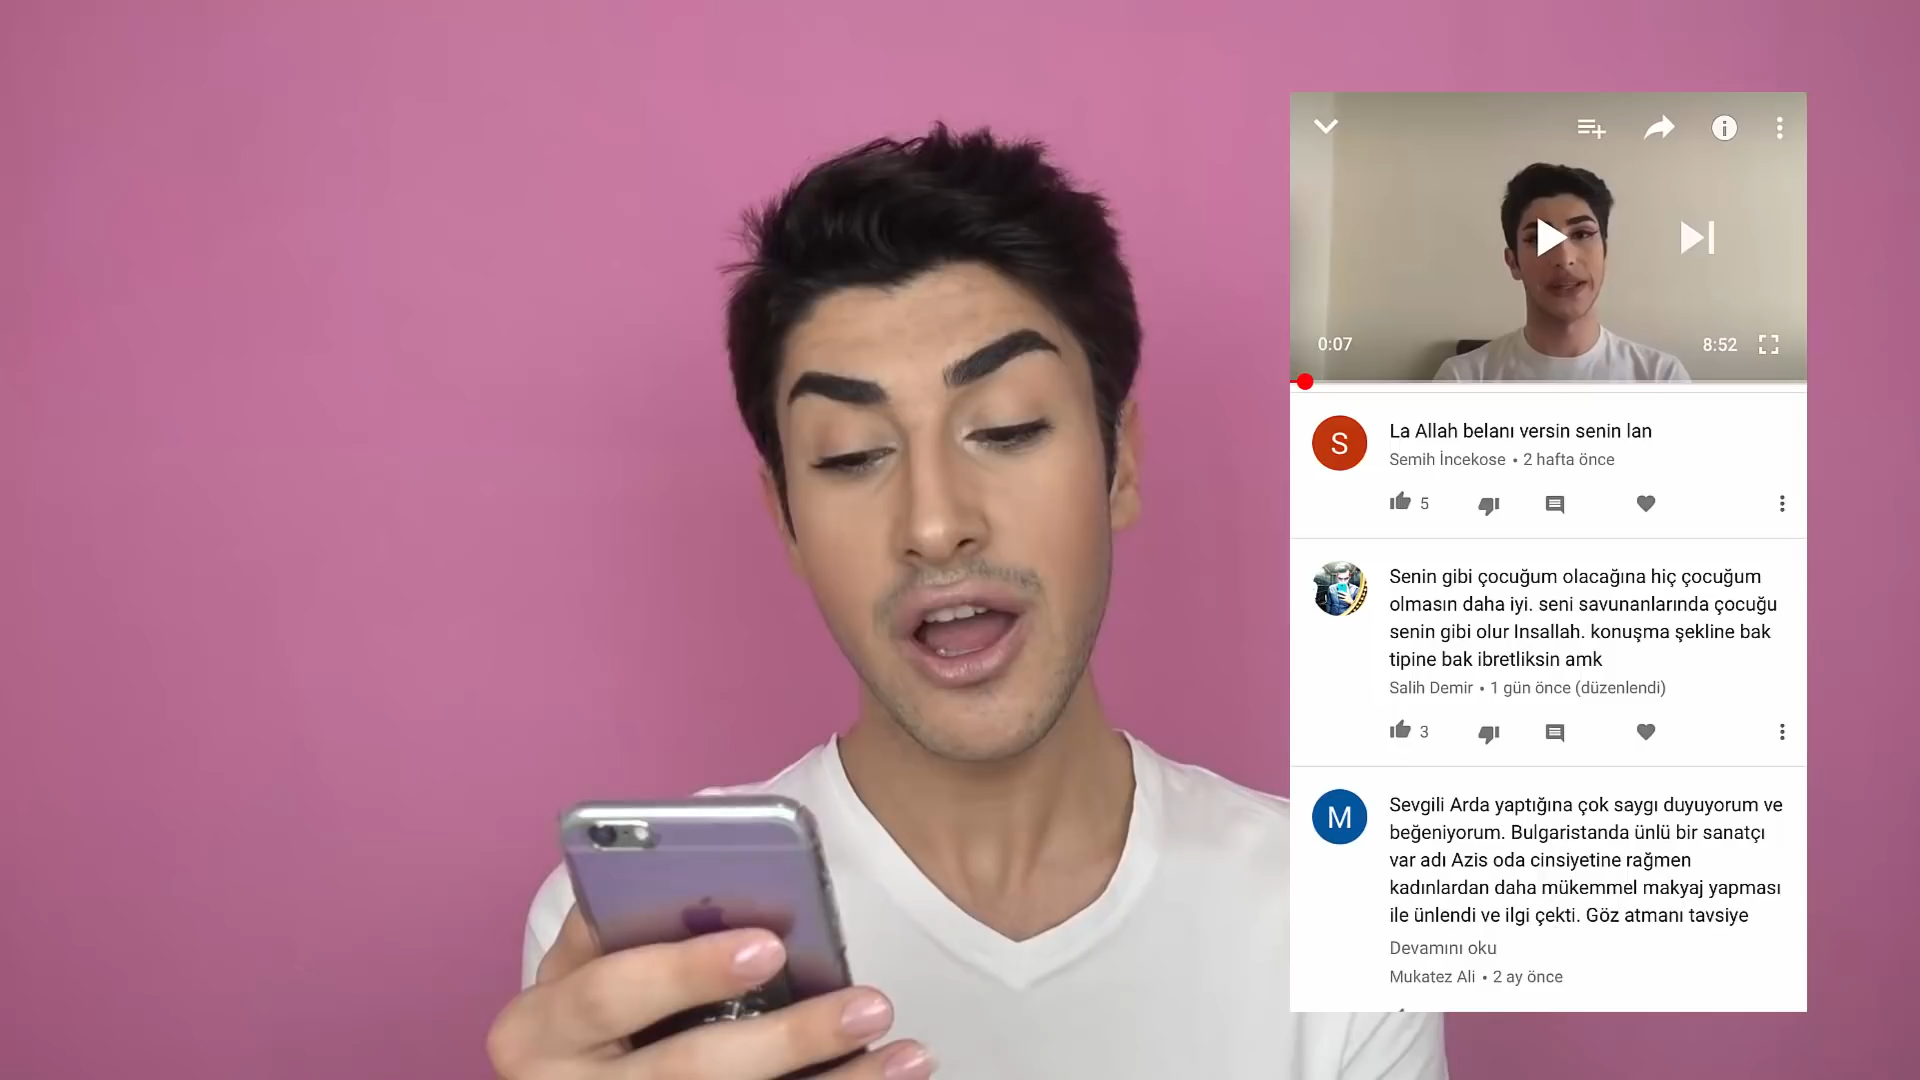 0:07
8:52
S
La Allah belanı versin senin lan
Semih İncekose • 2 hafta önce
5
Senin gibi çocuğum olacağına hiç çocuğum
olmasın daha iyi. seni savunanlarında çocuğu
senin gibi olur Insallah. konuşma şekline bak
tipine bak ibretliksin amk
Salih Demir • 1 gün önce (düzenlendi)
3
M
Sevgili Arda yaptığına çok saygı duyuyorum ve
beğeniyorum. Bulgaristanda ünlü bir sanatçı
var adı Azis oda cinsiyetine rağmen
kadınlardan daha mükemmel makyaj yapması
ile ünlendi ve ilgi çekti. Göz atmanı tavsiye
Devamını oku
Mukatez Ali • 2 ay önce